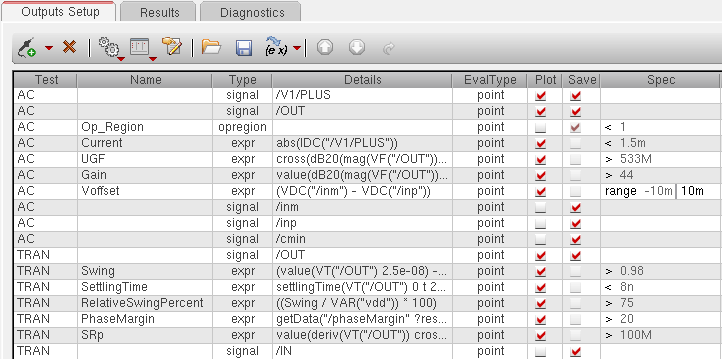 Outputs Setup Results Diagnostics
(e x)
Test Name Type Details EvalType Plot Save Spec
AC signal /V1/PLUS point
AC signal /OUT point
AC Op_Region opregion point < 1
AC Current expr abs(IDC("/V1/PLUS")) point < 1.5m
AC UGF expr cross(dB20(mag(VF("/OUT"))... point > 533M
AC Gain expr value(dB20(mag(VF("/OUT"))... point > 44
AC Voffset expr (VDC("/inm") - VDC("/inp")) point range -10m 10m
AC signal /inm point
AC signal /inp point
AC signal /cmin point
TRAN signal /OUT point
TRAN Swing expr (value(VT("/OUT") 2.5e-08) -... point > 0.98
TRAN SettlingTime expr settlingTime(VT("/OUT") 0 t 2... point < 8n
TRAN RelativeSwingPercent expr ((Swing / VAR("vdd")) * 100) point > 75
TRAN PhaseMargin expr getData("/phaseMargin" ?res... point > 20
TRAN SRp expr value(deriv(VT("/OUT")) cros... point > 100M
TRAN signal /IN point